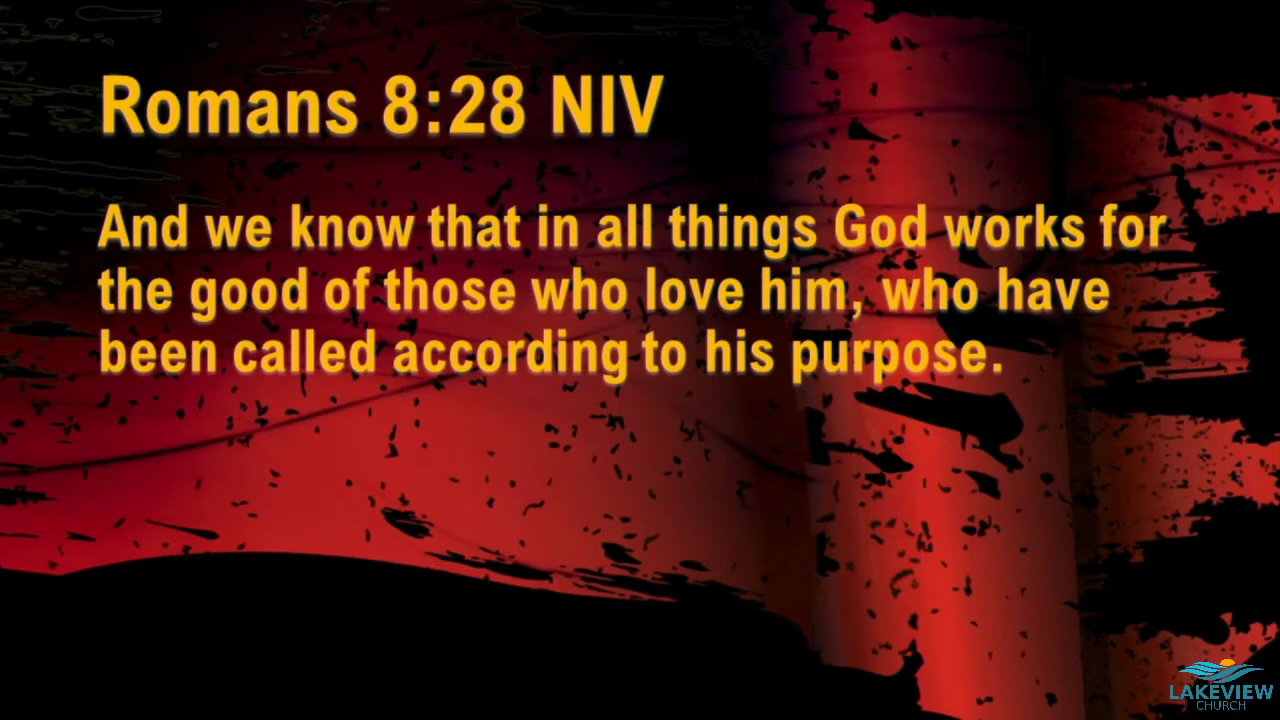 Romans 8:28 NIV
And we know that in all things God works for
the good of those who love him, who have
been called according to his purpose.
LAKEVIEW
CHURCH